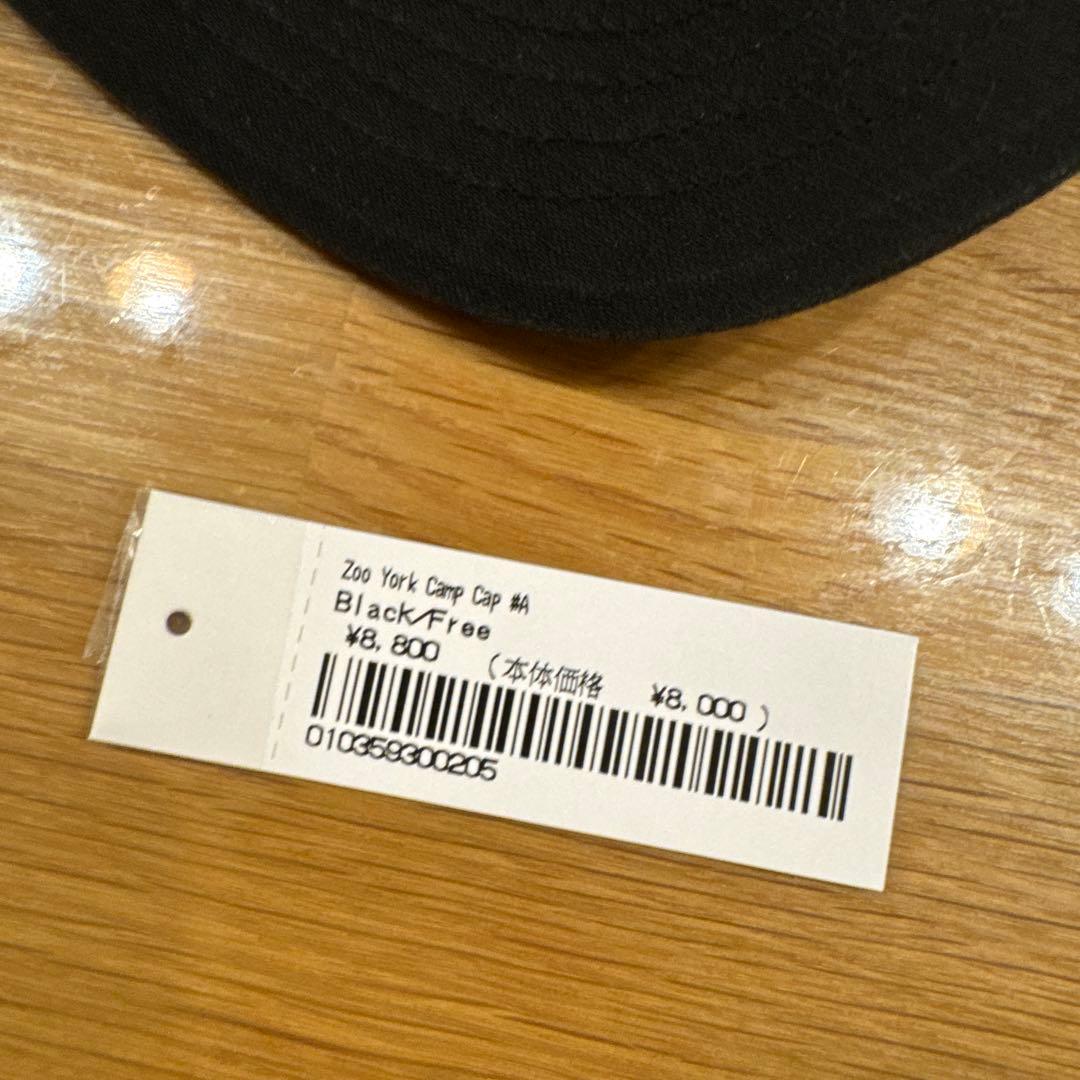 Zoo York Camp Cap #A
Black/Free
¥8,800 (本体価格 ¥8,000)
010359300205